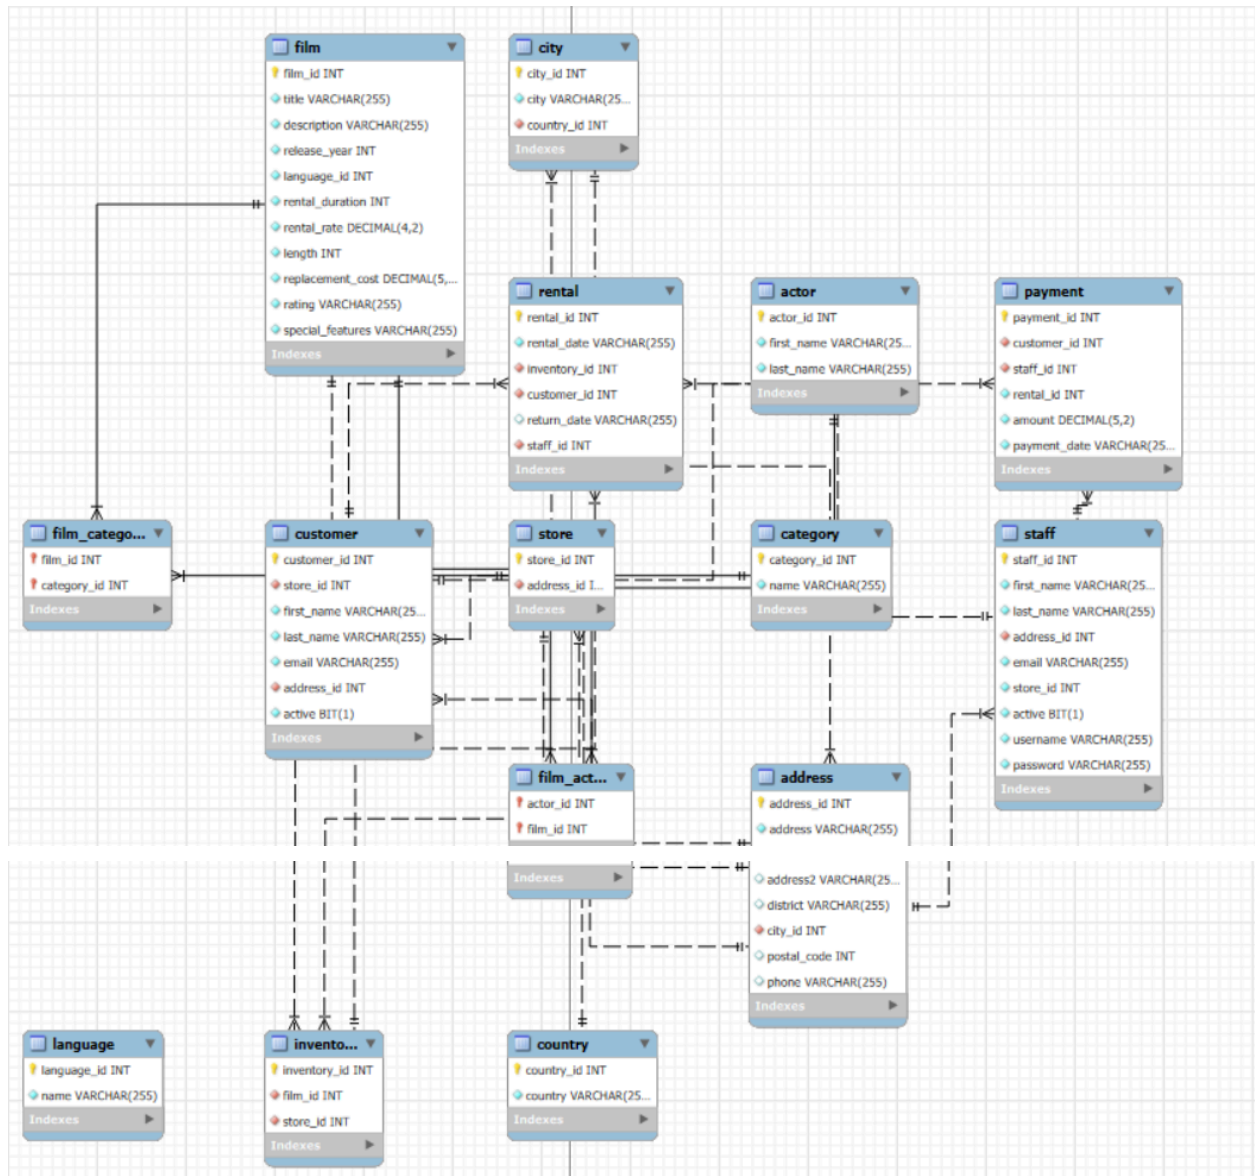 film
film_id INT
title VARCHAR(255)
description VARCHAR(255)
release_year INT
language_id INT
rental_duration INT
rental_rate DECIMAL(4,2)
length INT
replacement_cost DECIMAL(5,...
rating VARCHAR(255)
special_features VARCHAR(255)
Indexes
city
city_id INT
city VARCHAR(25...
country_id INT
Indexes
rental
rental_id INT
rental_date VARCHAR(255)
inventory_id INT
customer_id INT
return_date VARCHAR(255)
staff_id INT
Indexes
actor
actor_id INT
first_name VARCHAR(25...
last_name VARCHAR(255)
Indexes
payment
payment_id INT
customer_id INT
staff_id INT
rental_id INT
amount DECIMAL(5,2)
payment_date VARCHAR(25...
Indexes
film_catego...
film_id INT
category_id INT
Indexes
customer
customer_id INT
store_id INT
first_name VARCHAR(25...
last_name VARCHAR(255)
email VARCHAR(255)
address_id INT
active BIT(1)
Indexes
store
store_id INT
address_id I...
Indexes
category
category_id INT
name VARCHAR(255)
Indexes
staff
staff_id INT
first_name VARCHAR(25...
last_name VARCHAR(255)
address_id INT
email VARCHAR(255)
store_id INT
active BIT(1)
username VARCHAR(255)
password VARCHAR(255)
Indexes
film_act...
actor_id INT
film_id INT
Indexes
address
address_id INT
address VARCHAR(255)
address2 VARCHAR(25...
district VARCHAR(255)
city_id INT
postal_code INT
phone VARCHAR(255)
Indexes
language
language_id INT
name VARCHAR(255)
Indexes
invento...
inventory_id INT
film_id INT
store_id INT
Indexes
country
country_id INT
country VARCHAR(25...
Indexes